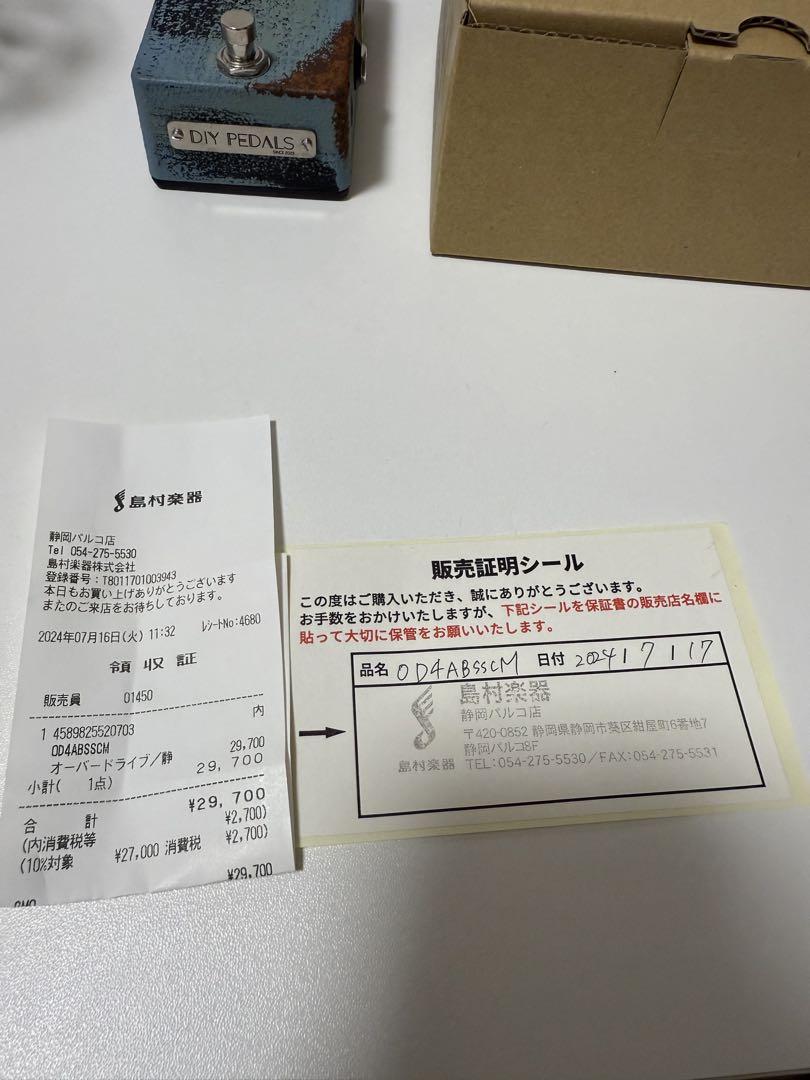 DIY PEDALS
SINCE 2023
島村楽器
静岡パルコ店
Tel 054-275-5530
島村楽器株式会社
登録番号:T8011701003943
本日もお買い上げありがとうございます
またのご来店をお待ちしております。
2024年07月16日(火) 11:32 レシートNo:4680
領収証
販売員 01450
内
1 4589825520703
OD4ABSSCM 29,700
オーバードライブ/静 29,700
小計( 1点)
合 計 ¥29,700
(内消費税等 ¥2,700)
(10%対象 ¥27,000 消費税 ¥2,700)
¥29,700
販売証明シール
この度はご購入いただき、誠にありがとうございます。
お手数をおかけいたしますが、下記シールを保証書の販売店名欄に
貼って大切に保管をお願いいたします。
品名 OD4ABSSCM 日付 2024/7/17
島村楽器
静岡パルコ店
〒420-0852 静岡県静岡市葵区紺屋町6番地7
静岡パルコ8F
島村楽器 TEL:054-275-5530/FAX:054-275-5531